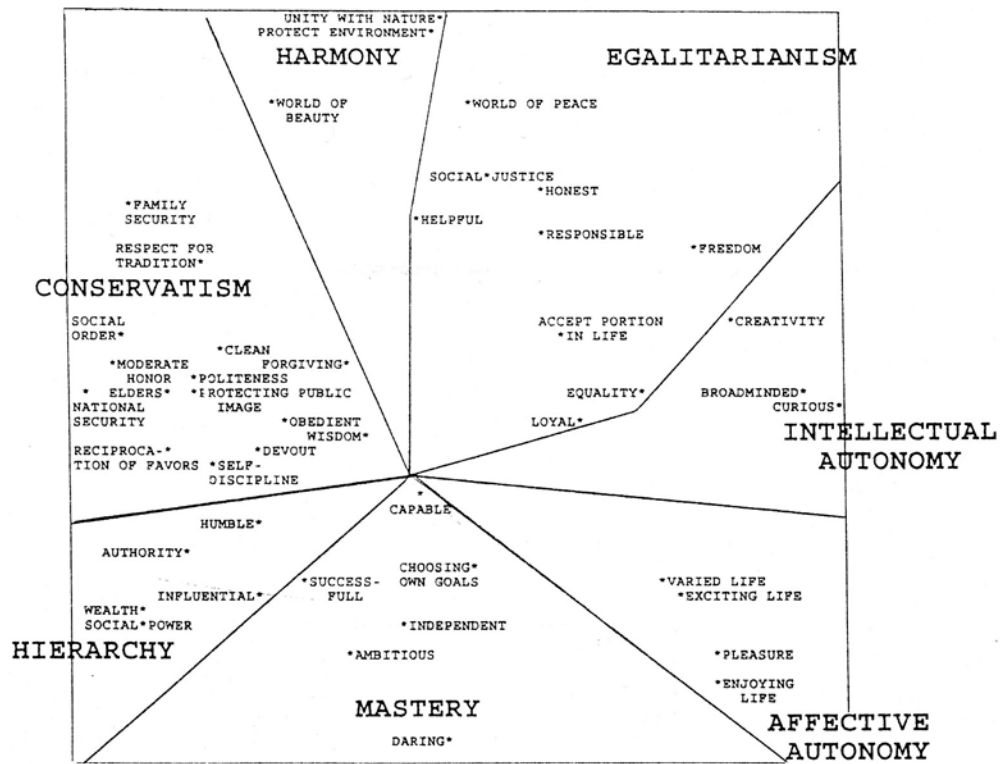 UNITY WITH NATURE*
PROTECT ENVIRONMENT*
HARMONY
EGALITARIANISM
*WORLD OF
BEAUTY
*WORLD OF PEACE
SOCIAL*JUSTICE
*HONEST
*FAMILY
SECURITY
*HELPFUL
*RESPONSIBLE
RESPECT FOR
TRADITION*
*FREEDOM
CONSERVATISM
SOCIAL
ORDER*
ACCEPT PORTION
*IN LIFE
*CREATIVITY
*CLEAN
*MODERATE
FORGIVING*
HONOR
*POLITENESS
* ELDERS*
*PROTECTING PUBLIC
IMAGE
NATIONAL
SECURITY
EQUALITY*
BROADMINDED*
CURIOUS*
LOYAL*
*OBEDIENT
WISDOM*
INTELLECTUAL
AUTONOMY
RECIPROCA-*
TION OF FAVORS
*DEVOUT
*SELF-
DISCIPLINE
*
CAPABLE
HUMBLE*
AUTHORITY*
CHOOSING*
OWN GOALS
*SUCCESS-
FULL
*VARIED LIFE
*EXCITING LIFE
INFLUENTIAL*
WEALTH*
SOCIAL*POWER
*INDEPENDENT
HIERARCHY
*AMBITIOUS
*PLEASURE
*ENJOYING
LIFE
MASTERY
AFFECTIVE
AUTONOMY
DARING*